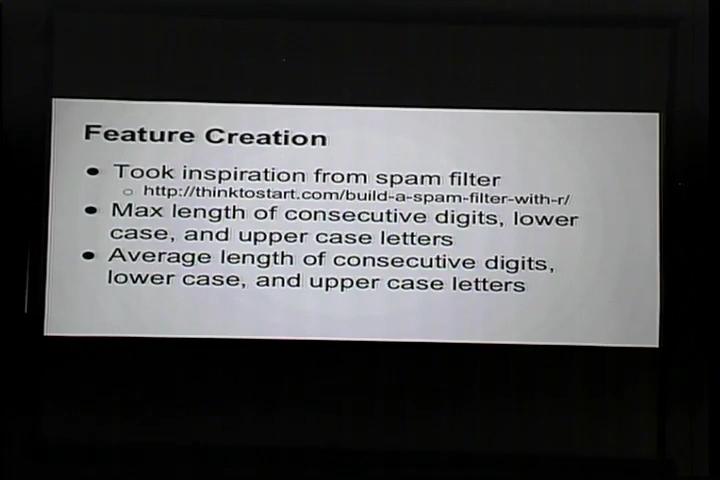 Feature Creation
● Took inspiration from spam filter
○ http://thinktostart.com/build-a-spam-filter-with-r/
● Max length of consecutive digits, lower
case, and upper case letters
● Average length of consecutive digits,
lower case, and upper case letters